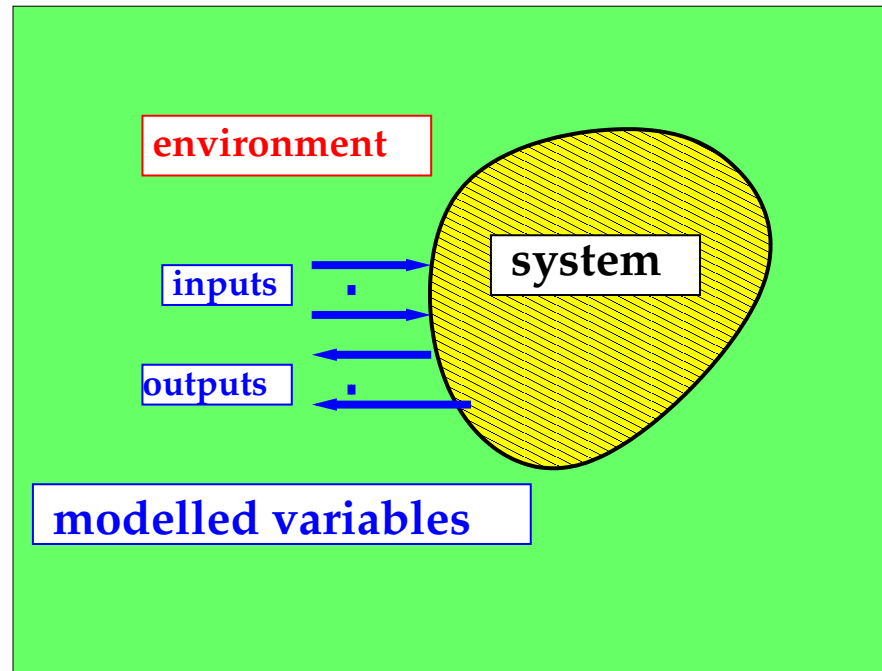 environment
system
inputs
outputs
modelled variables